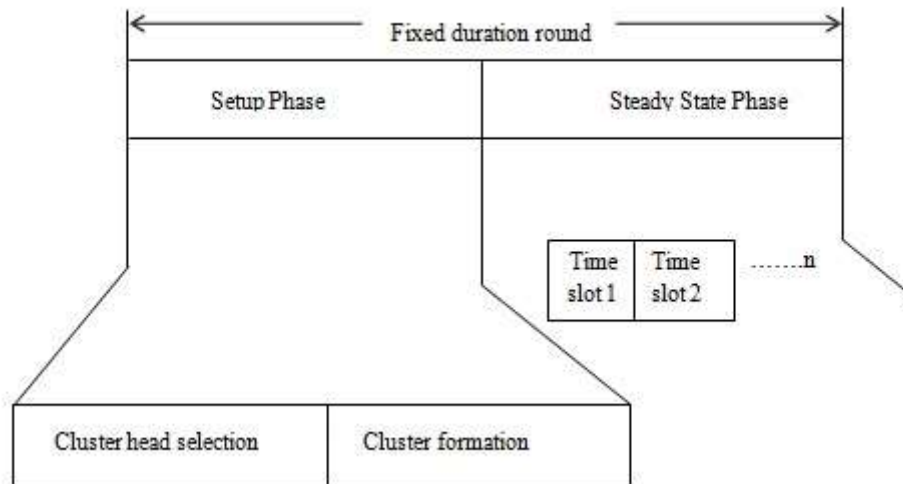 Fixed duration round
Setup Phase
Steady State Phase
Time
slot 1
Time
slot 2
.......n
Cluster head selection
Cluster formation